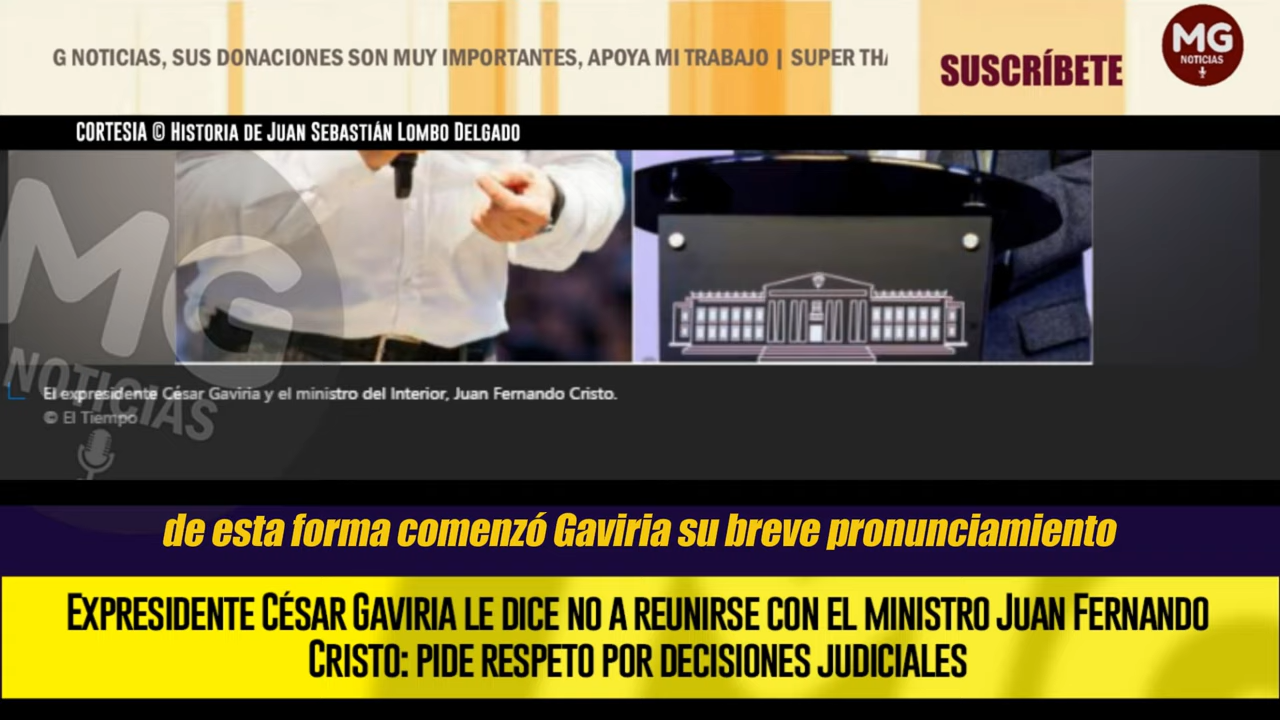 G NOTICIAS, SUS DONACIONES SON MUY IMPORTANTES, APOYA MI TRABAJO | SUPER THA
SUSCRÍBETE
MG
NOTICIAS
CORTESIA © HISTORIA DE JUAN SEBASTIÁN LOMBO DELGADO
MG
NOTICIAS
El expresidente César Gaviria y el ministro del Interior, Juan Fernando Cristo.
© El Tiempo
de esta forma comenzó Gaviria su breve pronunciamiento
EXPRESIDENTE CÉSAR GAVIRIA LE DICE NO A REUNIRSE CON EL MINISTRO JUAN FERNANDO
CRISTO: PIDE RESPETO POR DECISIONES JUDICIALES